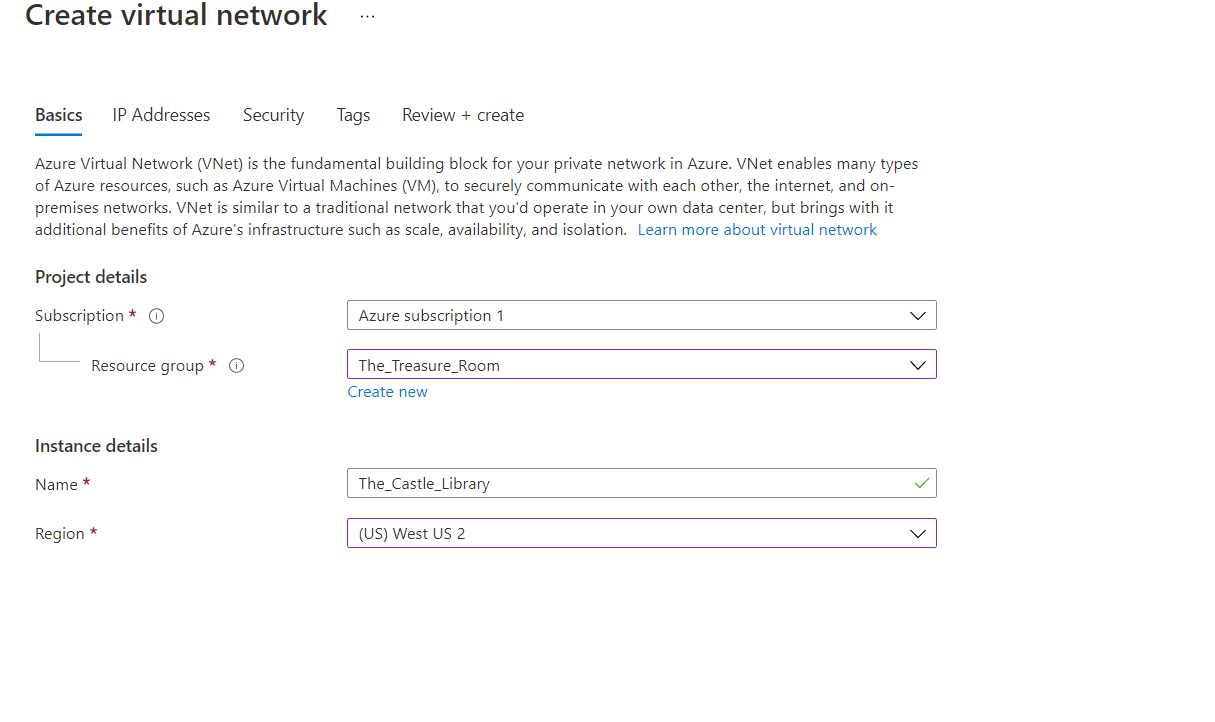 Create virtual network ...
Basics IP Addresses Security Tags Review + create
Azure Virtual Network (VNet) is the fundamental building block for your private network in Azure. VNet enables many types
of Azure resources, such as Azure Virtual Machines (VM), to securely communicate with each other, the internet, and on-
premises networks. VNet is similar to a traditional network that you'd operate in your own data center, but brings with it
additional benefits of Azure's infrastructure such as scale, availability, and isolation. Learn more about virtual network
Project details
Subscription * Azure subscription 1
Resource group * The_Treasure_Room
Create new
Instance details
Name * The_Castle_Library
Region * (US) West US 2